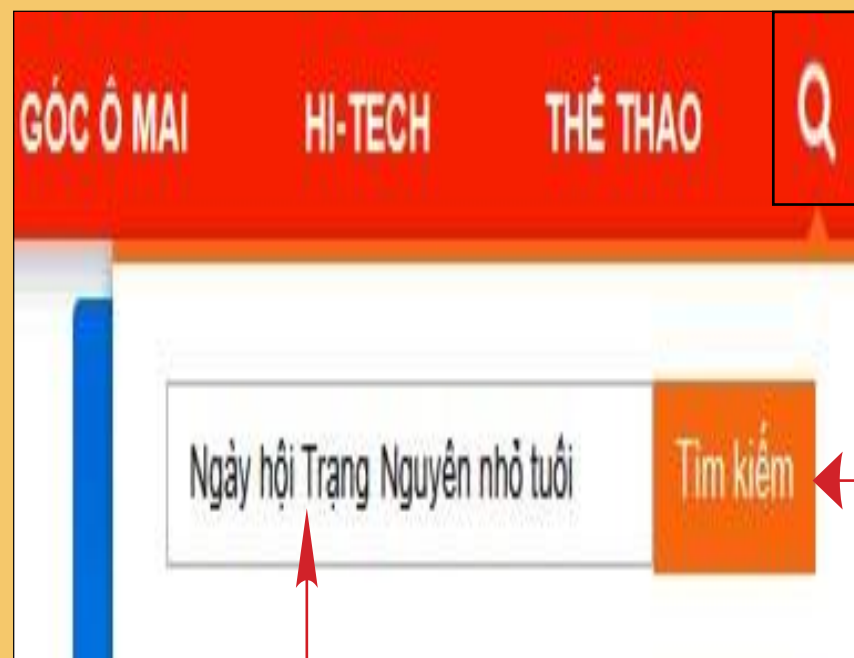 GÓC Ô MAI HI-TECH THỂ THAO
Ngày hội Trạng Nguyên nhỏ tuổi Tìm kiếm